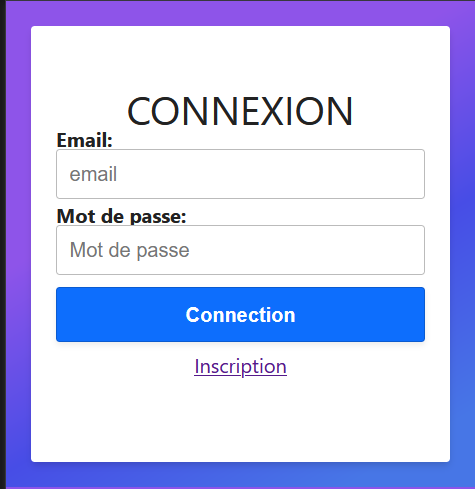 CONNEXION
Email:
email
Mot de passe:
Mot de passe
Connection
Inscription